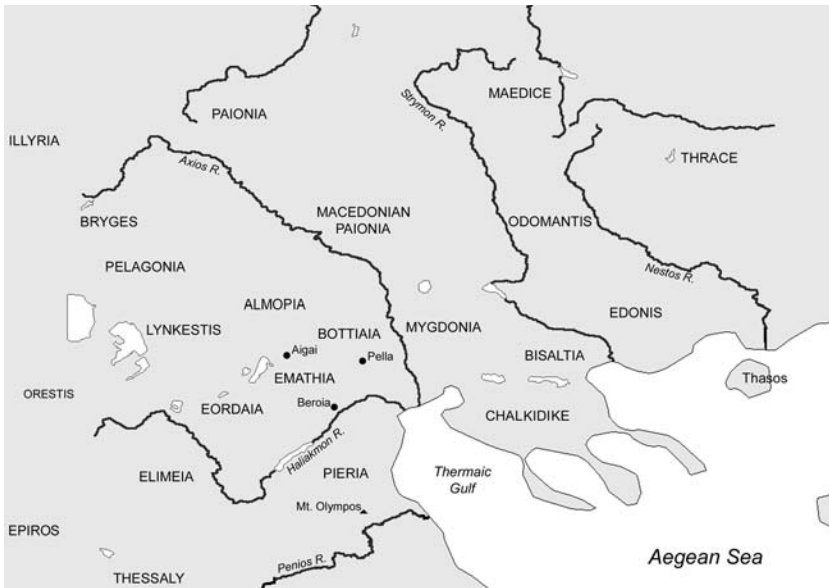 MAEDICE
Strymon R.
PAIONIA
ILLYRIA
THRACE
Axios R.
BRYGES
MACEDONIAN
PAIONIA
ODOMANTIS
PELAGONIA
Nestos R.
ALMOPIA
EDONIS
LYNKESTIS
BOTTIAIA
MYGDONIA
Aigai
Pella
BISALTIA
EMATHIA
Thasos
ORESTIS
EORDAIA
Beroia
CHALKIDIKE
Haliakmon R.
ELIMEIA
PIERIA
Thermaic
Gulf
Mt. Olympos
EPIROS
Penios R.
Aegean Sea
THESSALY